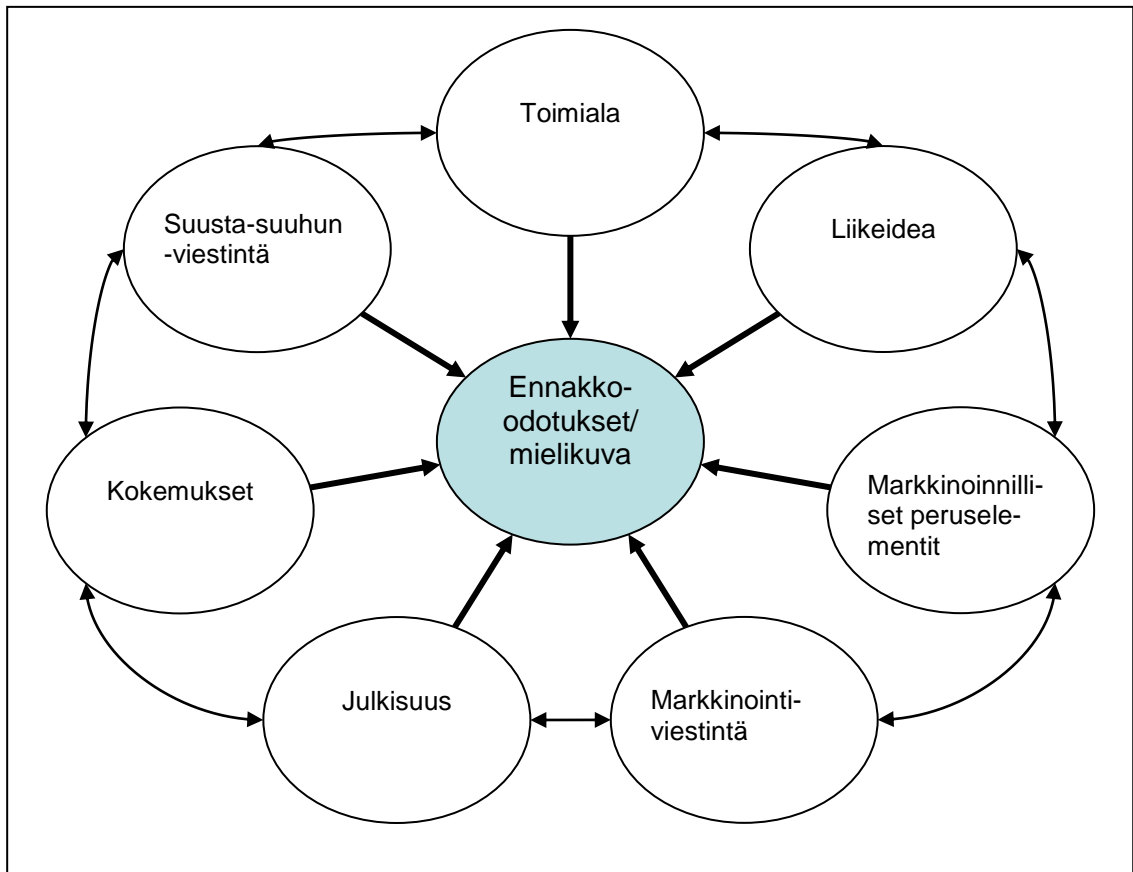 Toimiala
Suusta-suuhun
-viestintä
Liikeidea
Ennakko-
odotukset/
mielikuva
Kokemukset
Markkinoinnilli-
set perusele-
mentit
Julkisuus
Markkinointi-
viestintä